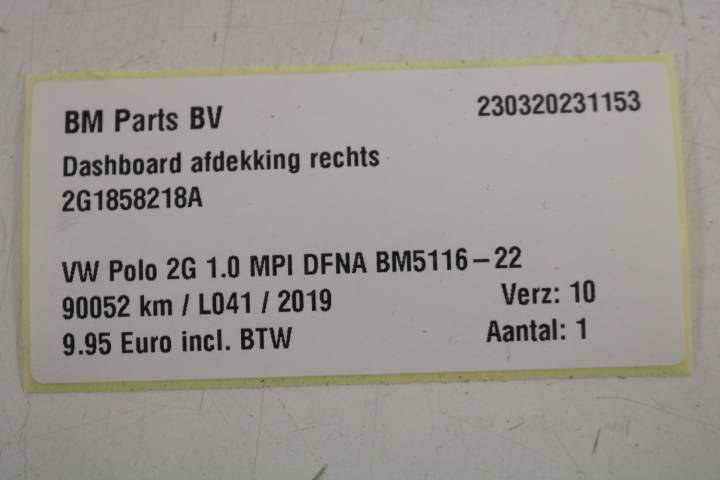 BM Parts BV 230320231153
Dashboard afdekking rechts
2G1858218A
VW Polo 2G 1.0 MPI DFNA BM5116-22
90052 km / L041 / 2019 Verz: 10
9.95 Euro incl. BTW Aantal: 1